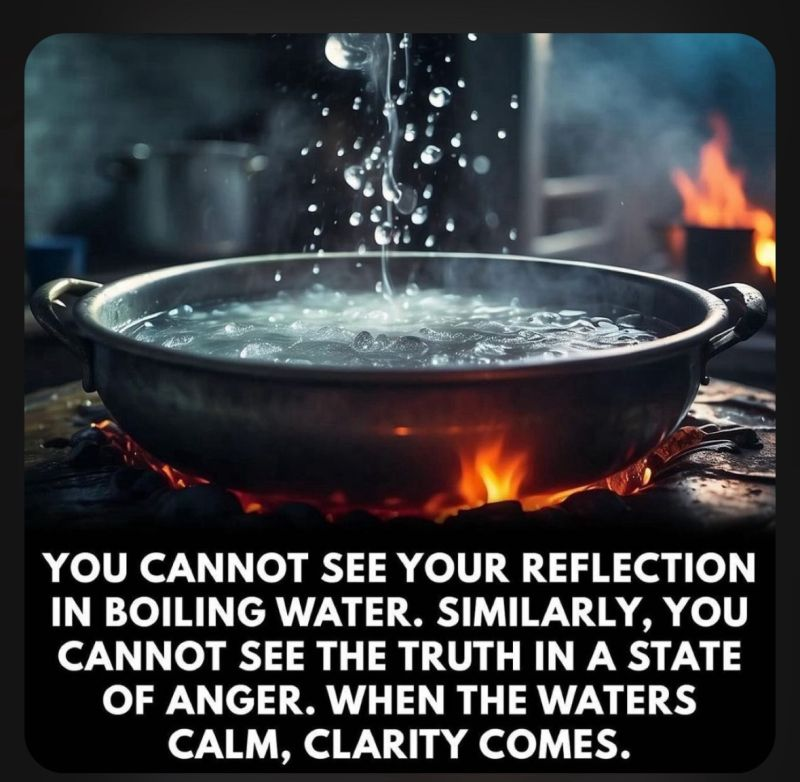 YOU CANNOT SEE YOUR REFLECTION
IN BOILING WATER. SIMILARLY, YOU
CANNOT SEE THE TRUTH IN A STATE
OF ANGER. WHEN THE WATERS
CALM, CLARITY COMES.